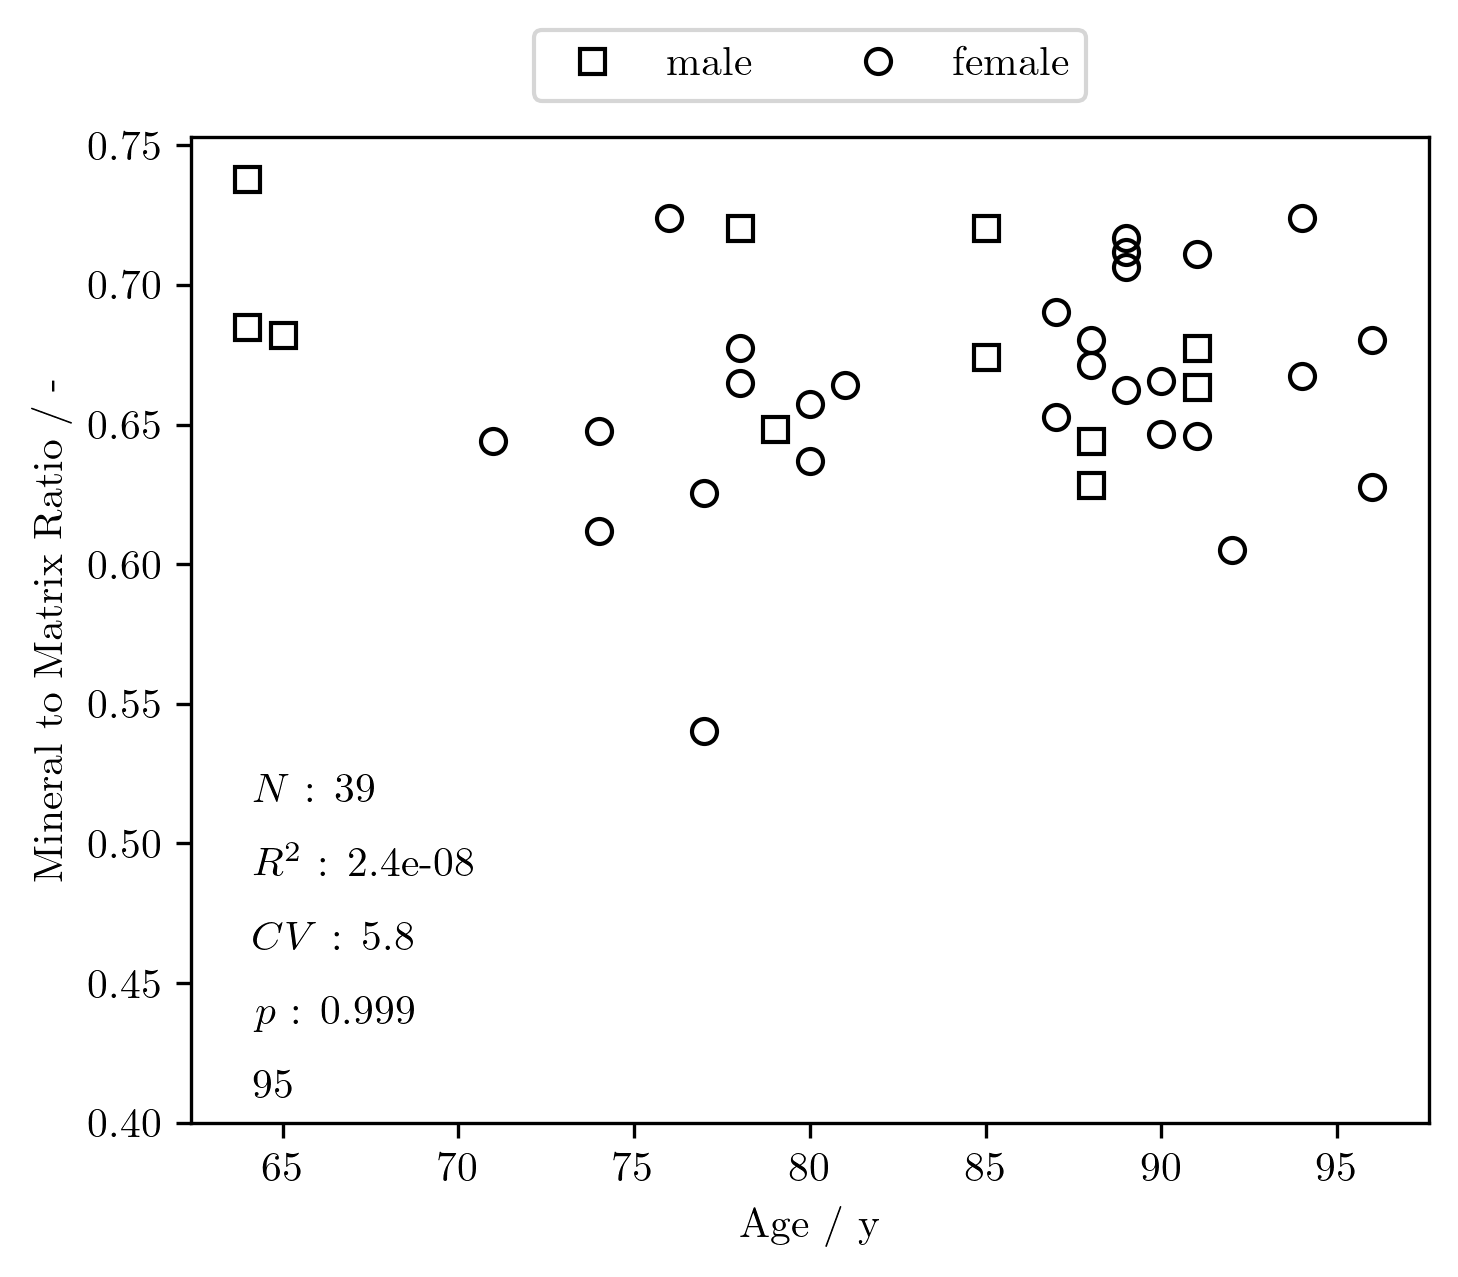 male female
0.75
0.70
0.65
0.60
0.55
0.50
0.45
0.40
Mineral to Matrix Ratio / -
N : 39
R² : 2.4e-08
CV : 5.8
p : 0.999
95
65 70 75 80 85 90 95
Age / y